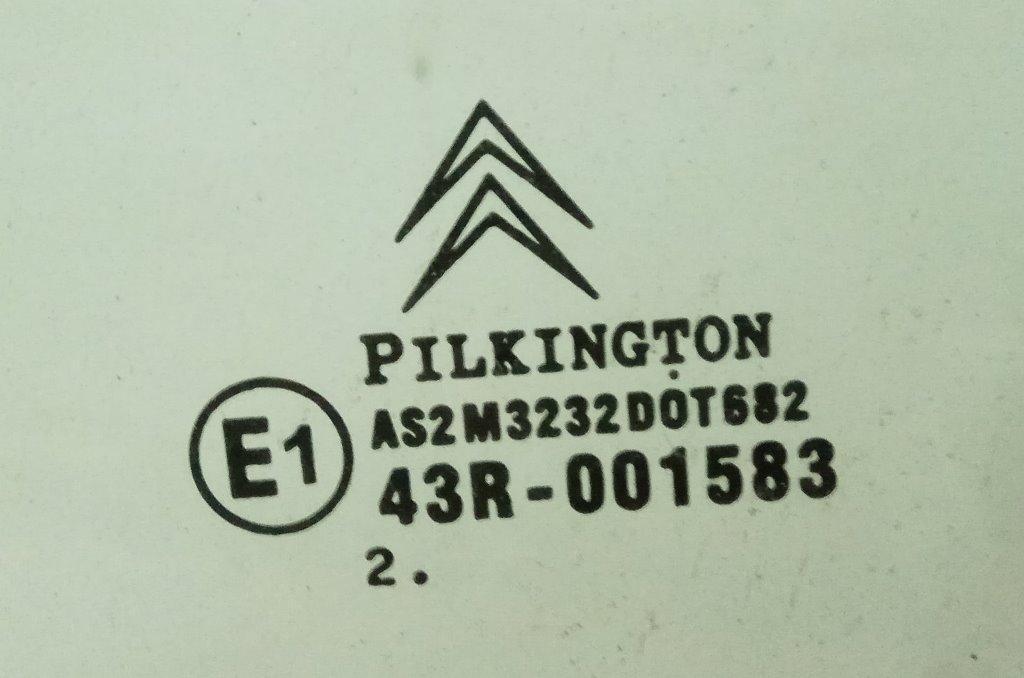 PILKINGTON
AS2M3232DOT682
E1
43R-001583
2.